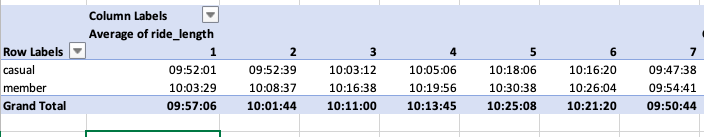 Column Labels
Average of ride_length
Row Labels 1 2 3 4 5 6 7
casual 09:52:01 09:52:39 10:03:12 10:05:06 10:18:06 10:16:20 09:47:38
member 10:03:29 10:08:37 10:16:38 10:19:56 10:30:38 10:26:04 09:54:41
Grand Total 09:57:06 10:01:44 10:11:00 10:13:45 10:25:08 10:21:20 09:50:44